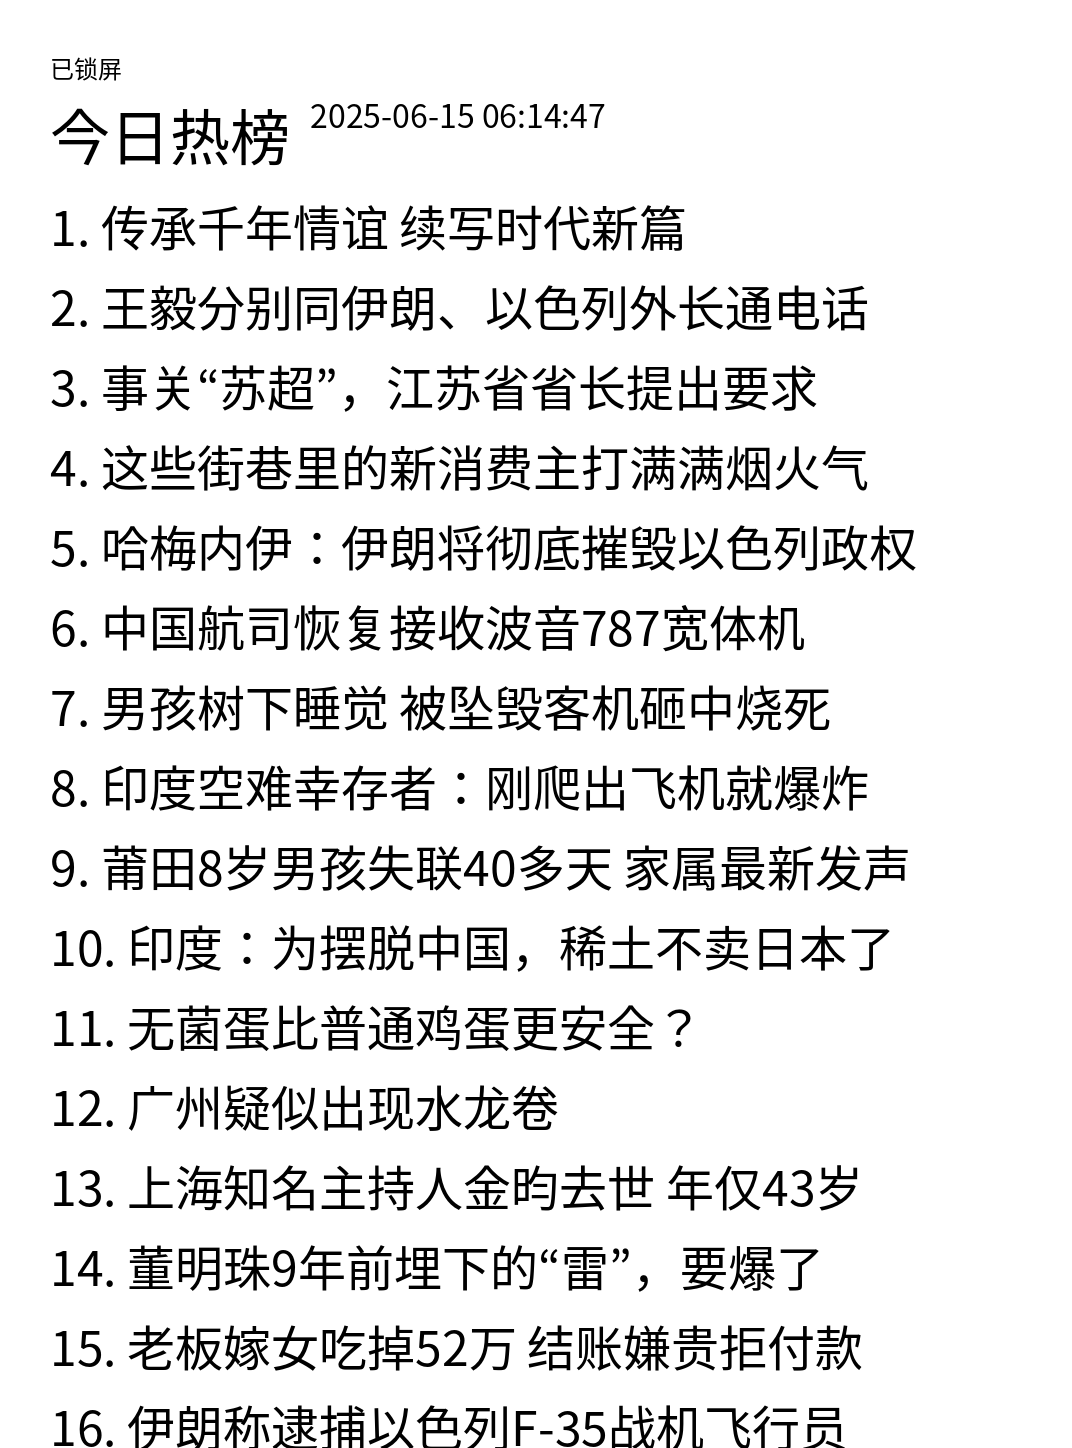 已锁屏
今日热榜 2025-06-15 06:14:47
1. 传承千年情谊 续写时代新篇
2. 王毅分别同伊朗、以色列外长通电话
3. 事关“苏超”，江苏省省长提出要求
4. 这些街巷里的新消费主打满满烟火气
5. 哈梅内伊：伊朗将彻底摧毁以色列政权
6. 中国航司恢复接收波音787宽体机
7. 男孩树下睡觉 被坠毁客机砸中烧死
8. 印度空难幸存者：刚爬出飞机就爆炸
9. 莆田8岁男孩失联40多天 家属最新发声
10. 印度：为摆脱中国，稀土不卖日本了
11. 无菌蛋比普通鸡蛋更安全？
12. 广州疑似出现水龙卷
13. 上海知名主持人金昀去世 年仅43岁
14. 董明珠9年前埋下的“雷”，要爆了
15. 老板嫁女吃掉52万 结账嫌贵拒付款
16. 伊朗称逮捕以色列F-35战机飞行员